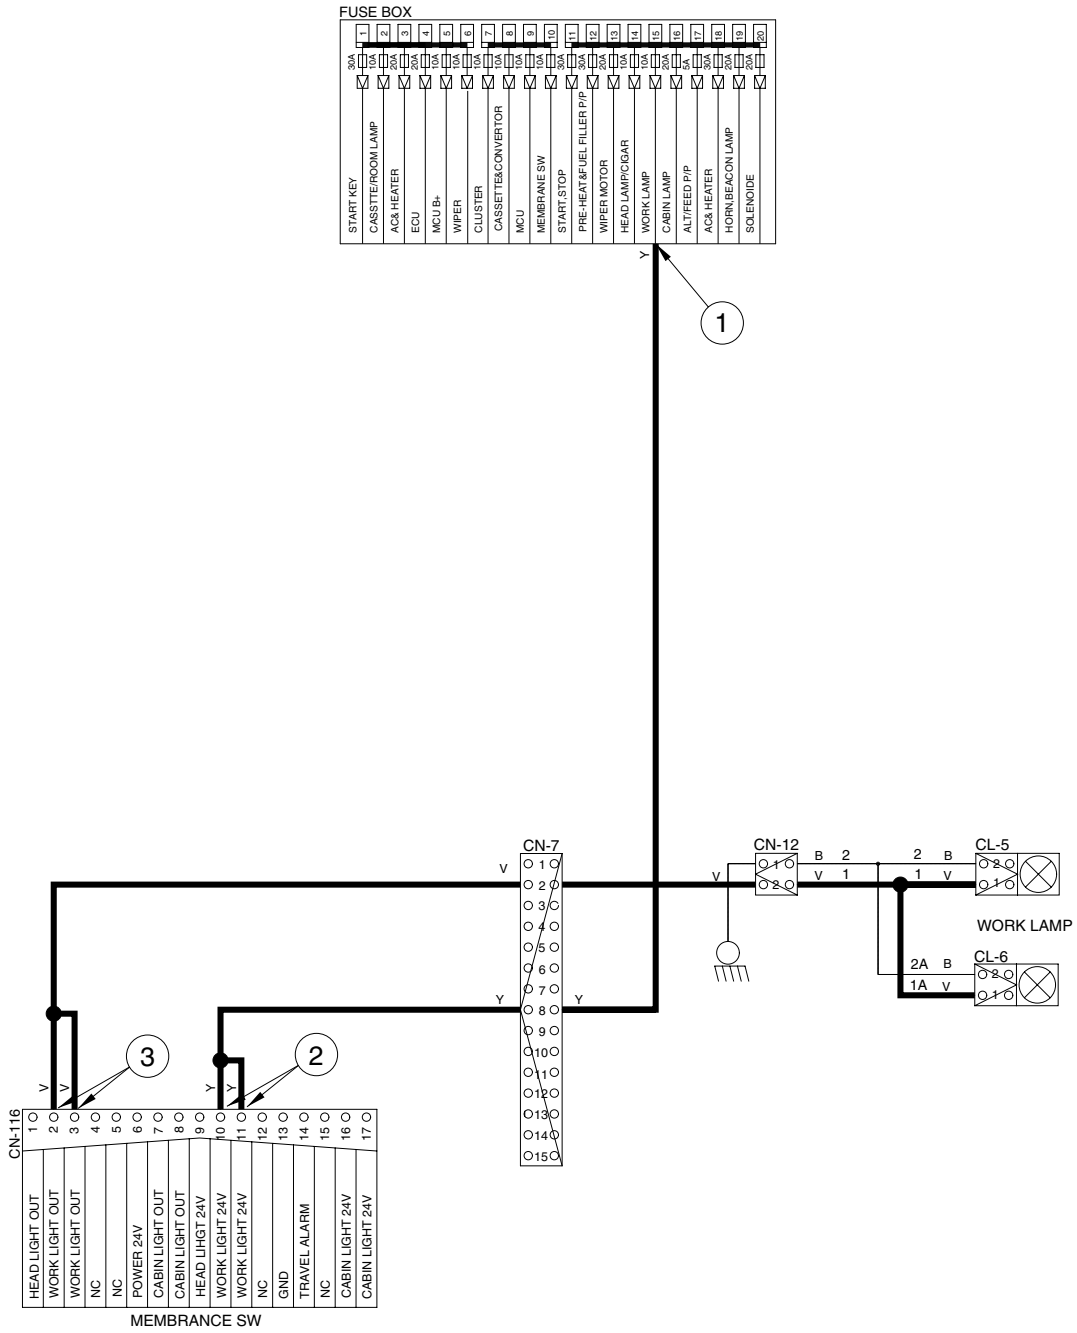 FUSE BOX
1 2 3 4 5 6 7 8 9 10 11 12 13 14 15 16 17 18 19 20
30A 10A 20A 20A 10A 10A 10A 10A 10A 10A 30A 30A 20A 10A 10A 20A 5A 30A 20A 20A
START KEY
CASSTTE/ROOM LAMP
AC& HEATER
ECU
MCU B+
WIPER
CLUSTER
CASSETTE&CONVERTOR
MCU
MEMBRANE SW
START,STOP
PRE-HEAT&FUEL FILLER P/P
WIPER MOTOR
HEAD LAMP/CIGAR
WORK LAMP
CABIN LAMP
ALT/FEED P/P
AC& HEATER
HORN,BEACON LAMP
SOLENOIDE
Y
1
CN-7
CN-12
CL-5
V
1
2
3
4
5
6
7
8
9
10
11
12
13
14
15
V
1
2
B 2 2 B
V 1 1 V
2
1
WORK LAMP
CL-6
2A B
1A V
2
1
Y
Y
3
2
V V Y Y
CN-116
1 2 3 4 5 6 7 8 9 10 11 12 13 14 15 16 17
HEAD LIGHT OUT
WORK LIGHT OUT
WORK LIGHT OUT
NC
NC
POWER 24V
CABIN LIGHT OUT
CABIN LIGHT OUT
HEAD LIHGT 24V
WORK LIGHT 24V
WORK LIGHT 24V
NC
GND
TRAVEL ALARM
NC
CABIN LIGHT 24V
CABIN LIGHT 24V
MEMBRANCE SW